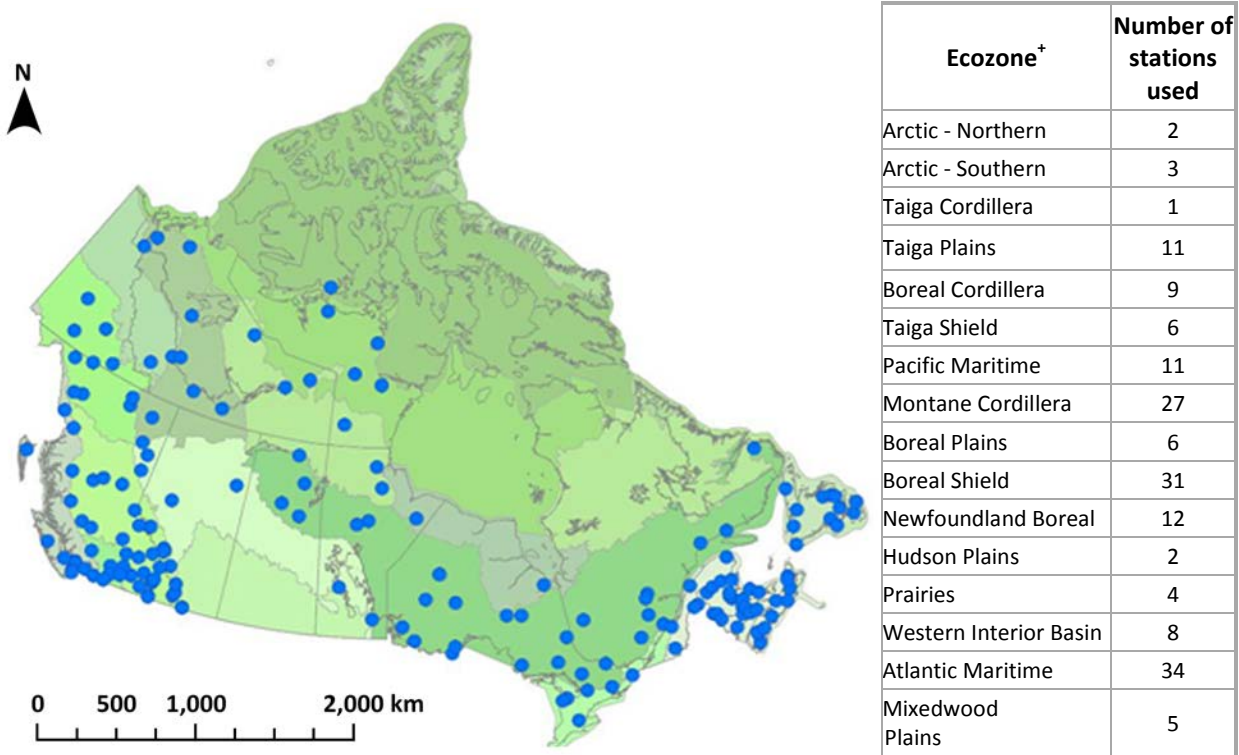 N
0 500 1,000 2,000 km
Ecozone+
Number of
stations
used
Arctic - Northern 2
Arctic - Southern 3
Taiga Cordillera 1
Taiga Plains 11
Boreal Cordillera 9
Taiga Shield 6
Pacific Maritime 11
Montane Cordillera 27
Boreal Plains 6
Boreal Shield 31
Newfoundland Boreal 12
Hudson Plains 2
Prairies 4
Western Interior Basin 8
Atlantic Maritime 34
Mixedwood
Plains 5